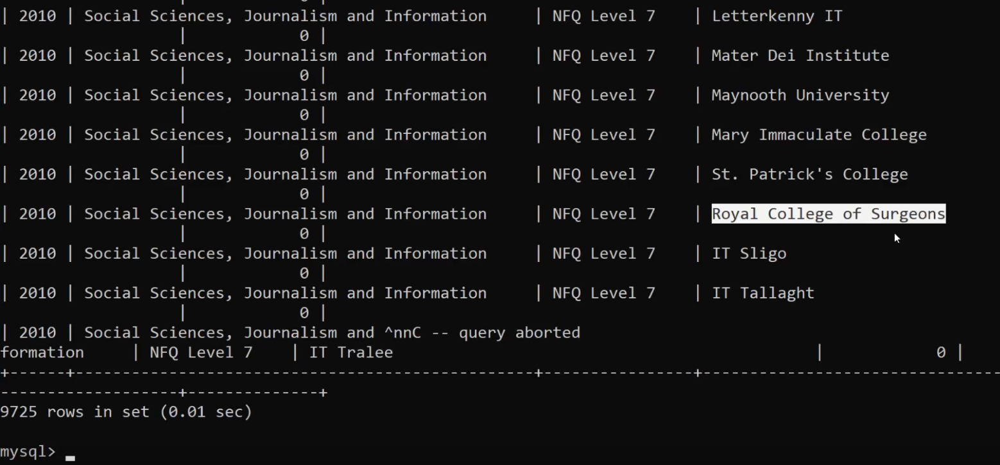 0 |
| 2010 | Social Sciences, Journalism and Information | NFQ Level 7 | Letterkenny IT
| 0 |
| 2010 | Social Sciences, Journalism and Information | NFQ Level 7 | Mater Dei Institute
| 0 |
| 2010 | Social Sciences, Journalism and Information | NFQ Level 7 | Maynooth University
| 0 |
| 2010 | Social Sciences, Journalism and Information | NFQ Level 7 | Mary Immaculate College
| 0 |
| 2010 | Social Sciences, Journalism and Information | NFQ Level 7 | St. Patrick's College
| 0 |
| 2010 | Social Sciences, Journalism and Information | NFQ Level 7 | Royal College of Surgeons
| 0 |
| 2010 | Social Sciences, Journalism and Information | NFQ Level 7 | IT Sligo
| 0 |
| 2010 | Social Sciences, Journalism and Information | NFQ Level 7 | IT Tallaght
| 0 |
| 2010 | Social Sciences, Journalism and ^nnC -- query aborted
formation | NFQ Level 7 | IT Tralee | 0 |
+------+-------------------------------------------------+----------------+--------------------------------
-------------------+--------------+
9725 rows in set (0.01 sec)
mysql> _